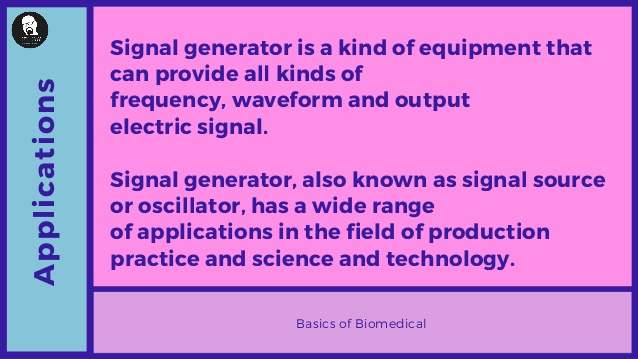 Applications
Signal generator is a kind of equipment that
can provide all kinds of
frequency, waveform and output
electric signal.
Signal generator, also known as signal source
or oscillator, has a wide range
of applications in the field of production
practice and science and technology.
Basics of Biomedical